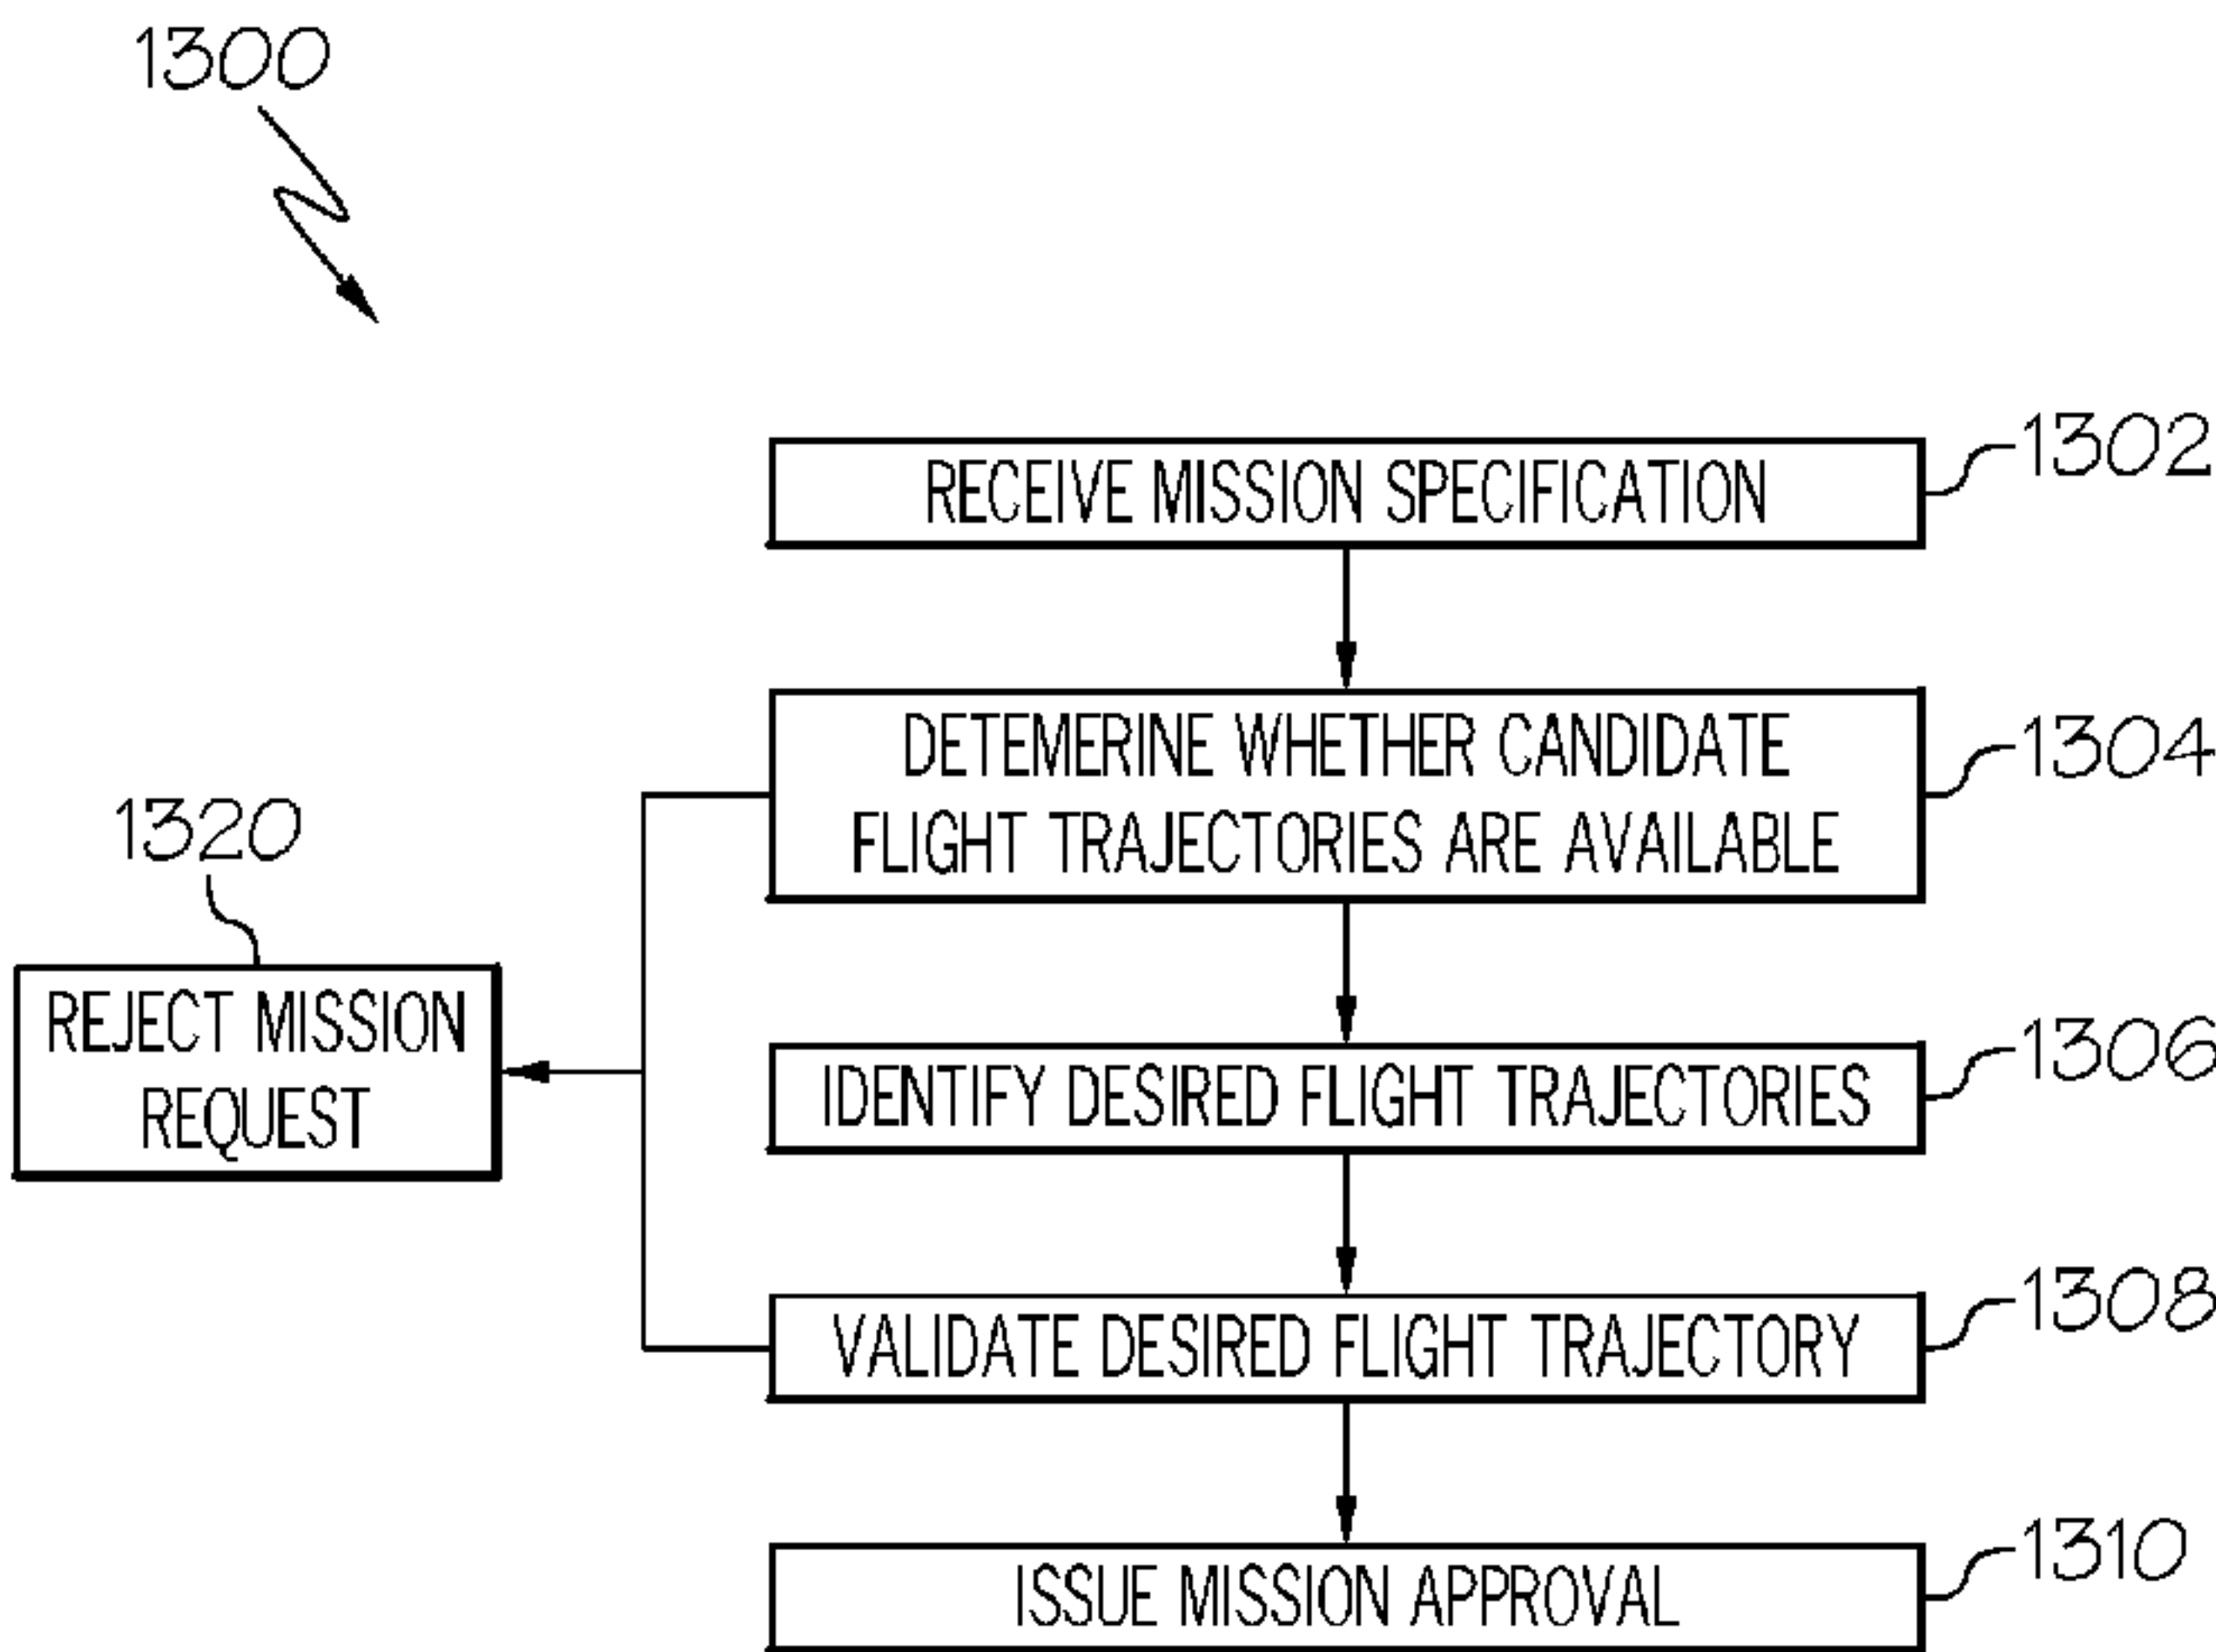 1300
RECEIVE MISSION SPECIFICATION
1302
DETEMERINE WHETHER CANDIDATE
FLIGHT TRAJECTORIES ARE AVAILABLE
1304
1320
REJECT MISSION
REQUEST
IDENTIFY DESIRED FLIGHT TRAJECTORIES
1306
VALIDATE DESIRED FLIGHT TRAJECTORY
1308
ISSUE MISSION APPROVAL
1310